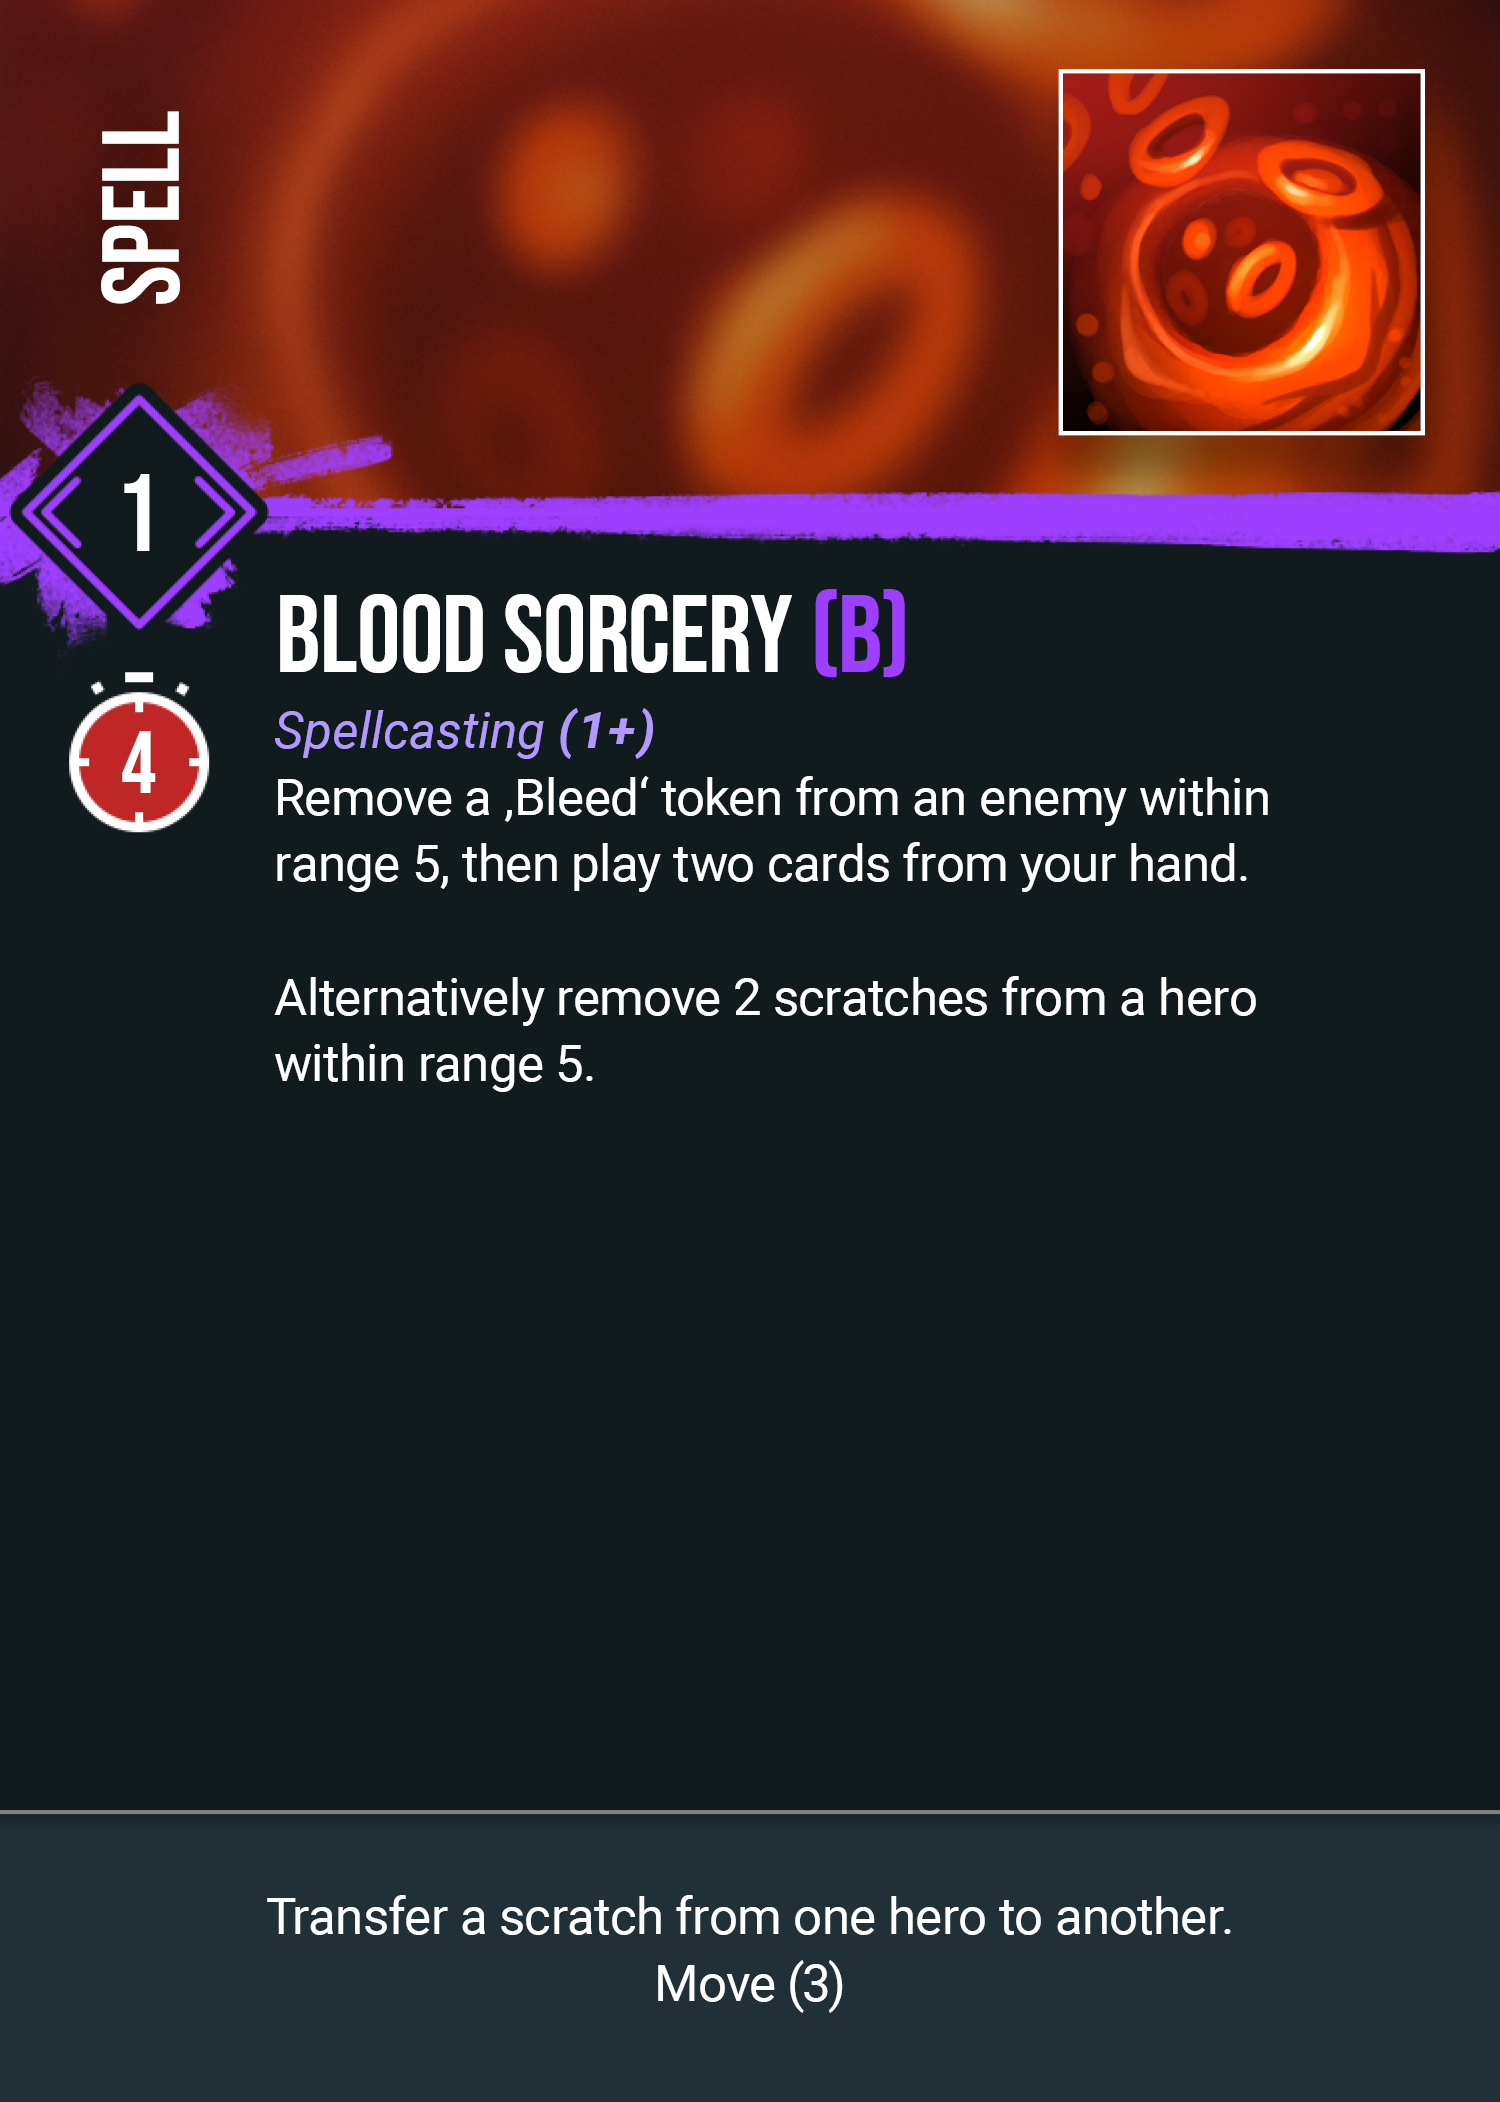 SPELL
1
4
BLOOD SORCERY (B)
Spellcasting (1+)
Remove a ‚Bleed‘ token from an enemy within
range 5, then play two cards from your hand.
Alternatively remove 2 scratches from a hero
within range 5.
Transfer a scratch from one hero to another.
Move (3)